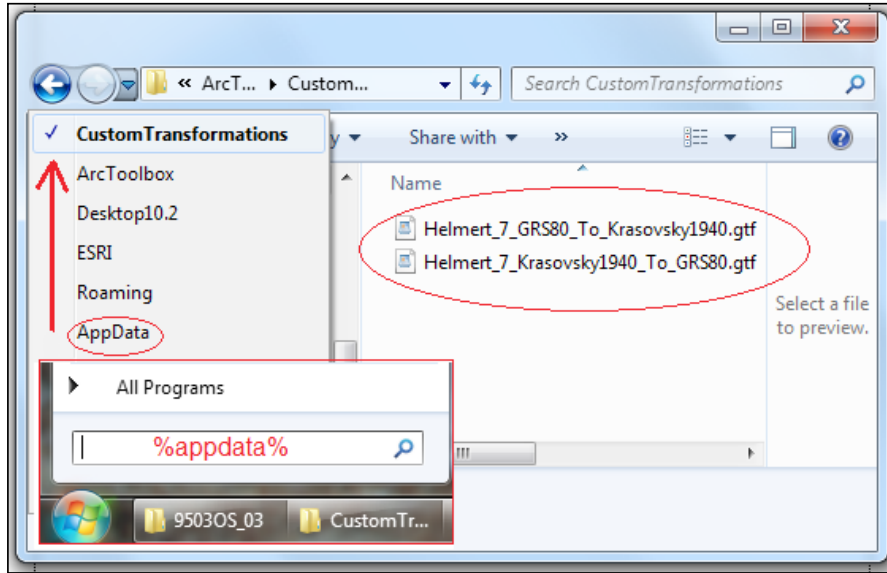 « ArcT... ▸ Custom...
Search CustomTransformations
✓ CustomTransformations
y ▾ Share with ▾ »
ArcToolbox
Name
Desktop10.2
Helmert_7_GRS80_To_Krasovsky1940.gtf
ESRI
Helmert_7_Krasovsky1940_To_GRS80.gtf
Roaming
Select a file
to preview.
AppData
All Programs
%appdata%
9503OS_03
CustomTr...